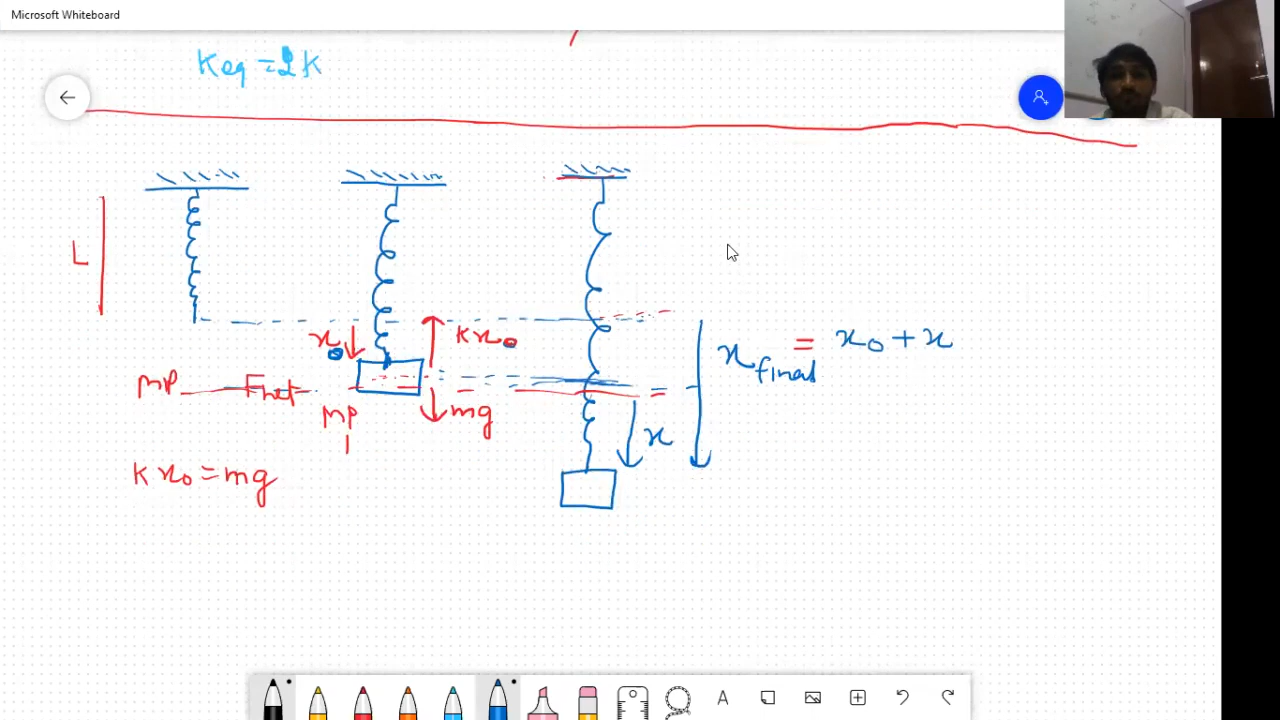 Microsoft Whiteboard
Keq = 2K
L
x₀
Kx₀
MP
Fnet
MP
mg
Kx₀ = mg
x
xfinal = x₀ + x
A